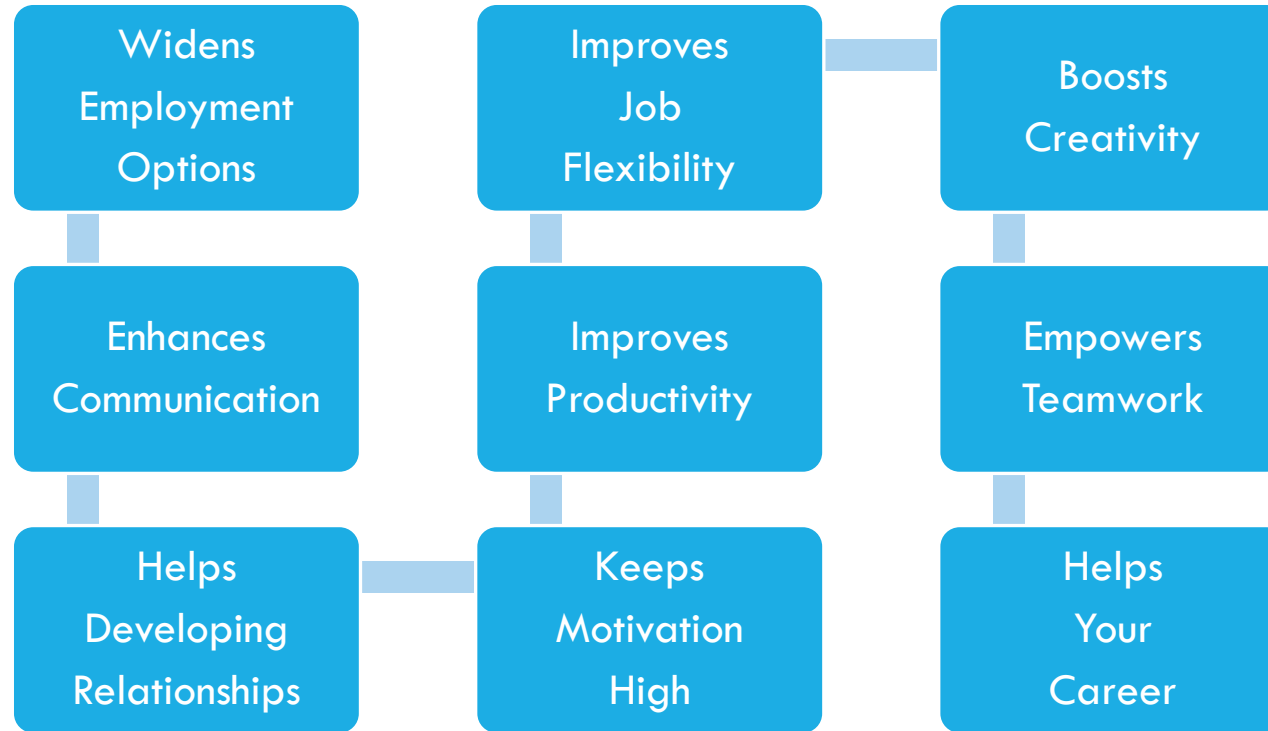 Widens
Employment
Options
Enhances
Communication
Helps
Developing
Relationships
Keeps
Motivation
High
Improves
Productivity
Improves
Job
Flexibility
Boosts
Creativity
Empowers
Teamwork
Helps
Your
Career